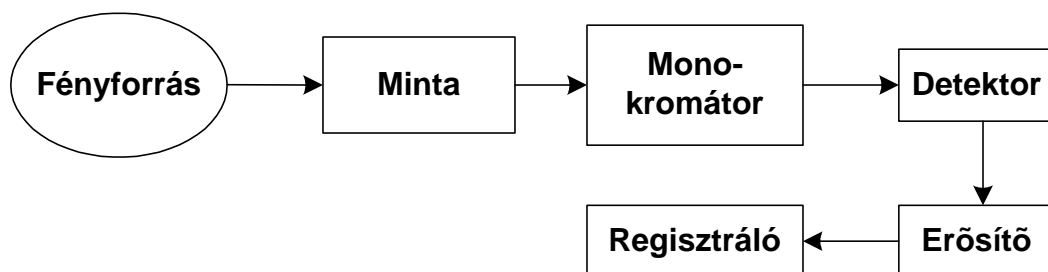 Fényforrás
Minta
Mono-
kromátor
Detektor
Regisztráló
Erõsítõ